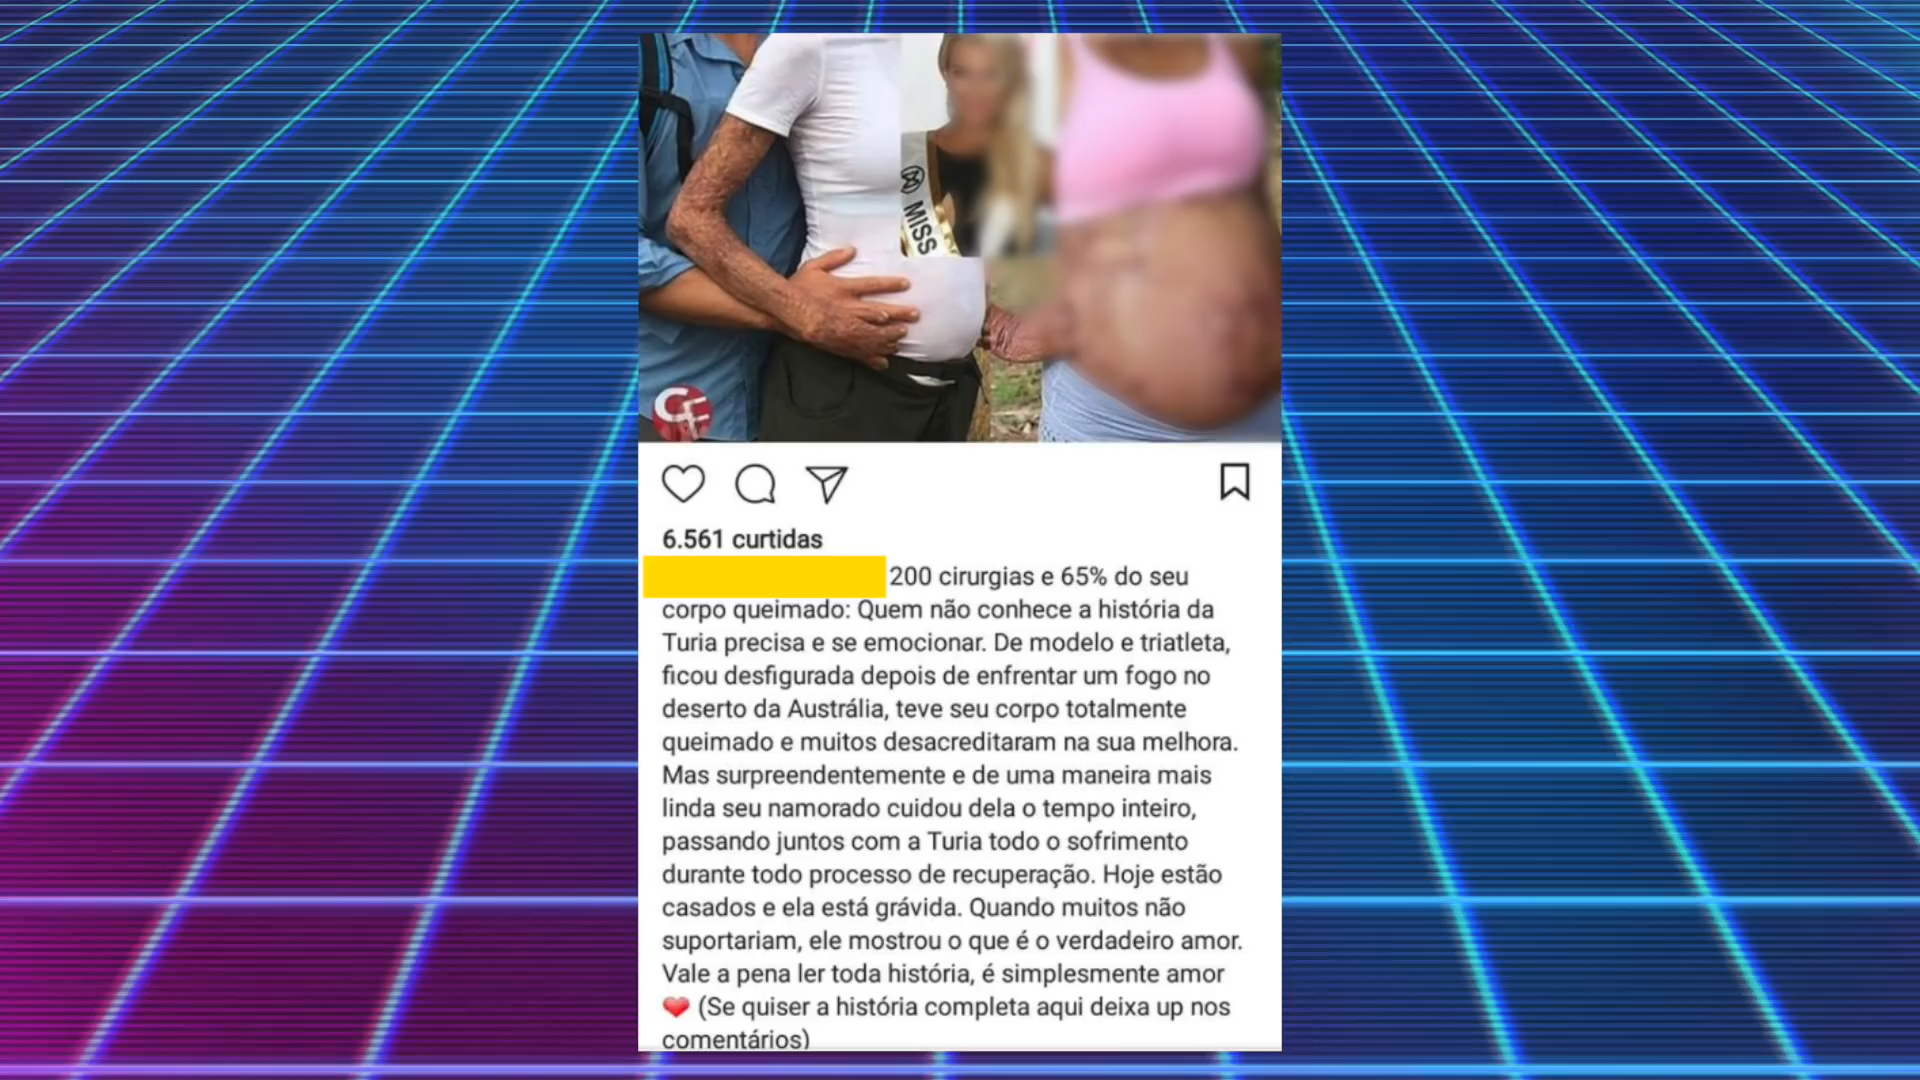 MISS
CF
6.561 curtidas
200 cirurgias e 65% do seu
corpo queimado: Quem não conhece a história da
Turia precisa e se emocionar. De modelo e triatleta,
ficou desfigurada depois de enfrentar um fogo no
deserto da Austrália, teve seu corpo totalmente
queimado e muitos desacreditaram na sua melhora.
Mas surpreendentemente e de uma maneira mais
linda seu namorado cuidou dela o tempo inteiro,
passando juntos com a Turia todo o sofrimento
durante todo processo de recuperação. Hoje estão
casados e ela está grávida. Quando muitos não
suportariam, ele mostrou o que é o verdadeiro amor.
Vale a pena ler toda história, é simplesmente amor
❤ (Se quiser a história completa aqui deixa up nos
comentários)